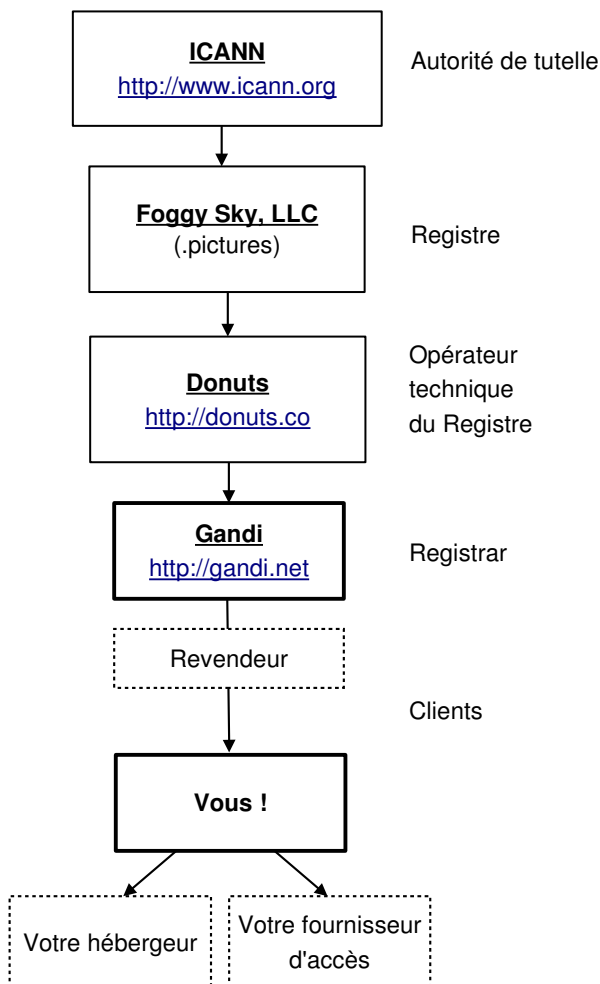 ICANN
http://www.icann.org
Autorité de tutelle
Foggy Sky, LLC
(.pictures)
Registre
Donuts
http://donuts.co
Opérateur
technique
du Registre
Gandi
http://gandi.net
Registrar
Revendeur
Clients
Vous !
Votre hébergeur
Votre fournisseur
d'accès